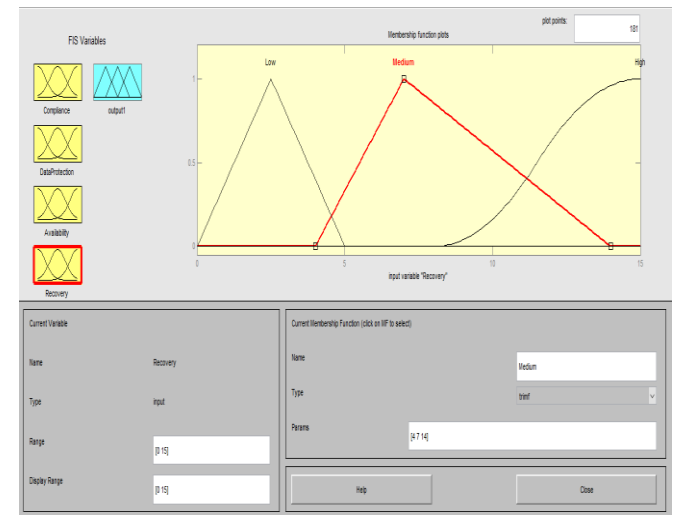 plot points:
181
FIS Variables
Membership function plots
Low
Medium
High
1
Compliance
output1
DataProtection
0.5
Availability
0
0
5
10
15
Recovery
input variable "Recovery"
Current Variable
Current Membership Function (click on MF to select)
Name
Recovery
Name
Medium
Type
input
Type
trimf
Range
[0 15]
Params
[4 7 14]
Display Range
[0 15]
Help
Close